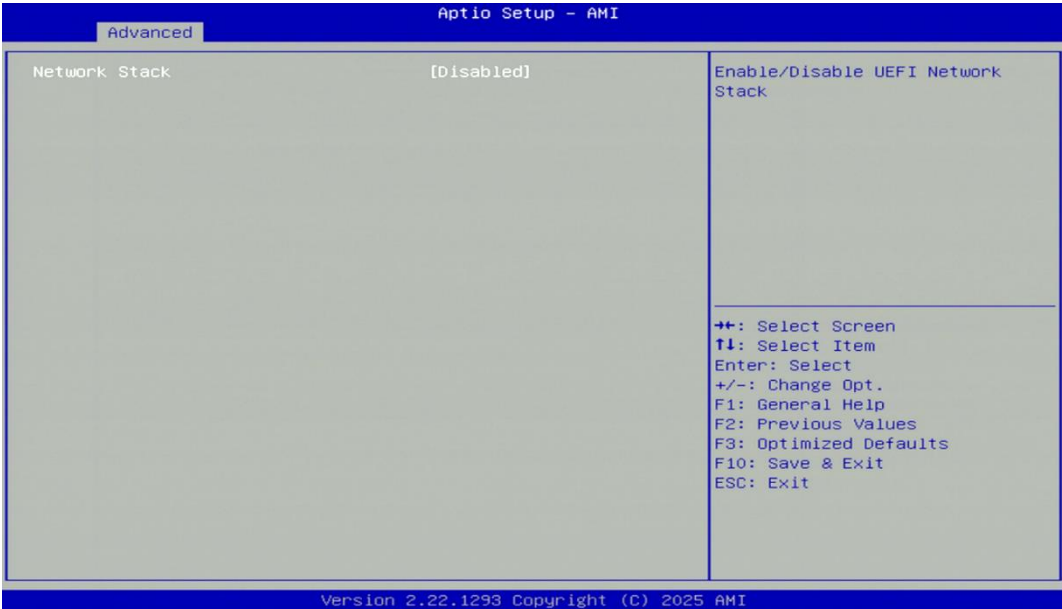 Aptio Setup – AMI
Advanced
Network Stack [Disabled]
Enable/Disable UEFI Network
Stack
→←: Select Screen
↑↓: Select Item
Enter: Select
+/-: Change Opt.
F1: General Help
F2: Previous Values
F3: Optimized Defaults
F10: Save & Exit
ESC: Exit
Version 2.22.1293 Copyright (C) 2025 AMI